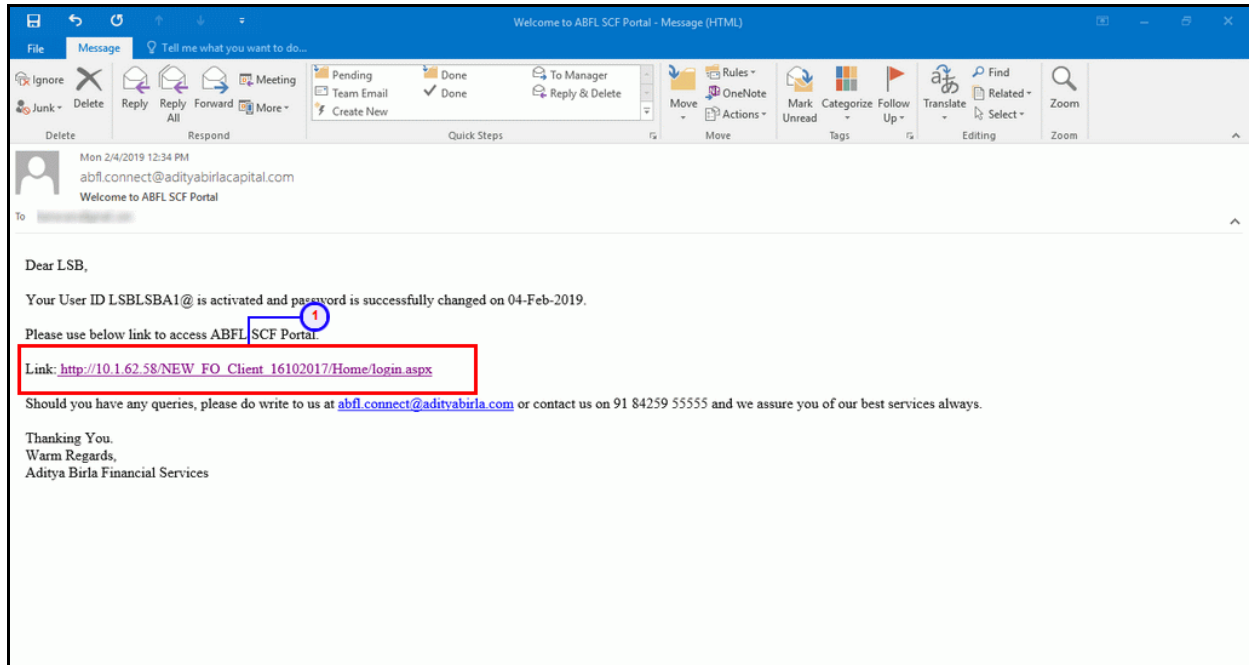 Welcome to ABFL SCF Portal - Message (HTML)
File Message Tell me what you want to do...
Ignore Delete Reply Reply All Forward Meeting Pending Done To Manager Move Rules Mark Unread Categorize Follow Up Translate Find Zoom
Junk More Team Email Done Reply & Delete OneNote Related
Create New Actions Select
Delete Respond Quick Steps Move Tags Editing Zoom
Mon 2/4/2019 12:34 PM
abfl.connect@adityabirlacapital.com
Welcome to ABFL SCF Portal
To
Dear LSB,
Your User ID LSBLSBA1@ is activated and password is successfully changed on 04-Feb-2019.
1
Please use below link to access ABFL SCF Portal.
Link: http://10.1.62.58/NEW_FO_Client_16102017/Home/login.aspx
Should you have any queries, please do write to us at abfl.connect@adityabirla.com or contact us on 91 84259 55555 and we assure you of our best services always.
Thanking You.
Warm Regards,
Aditya Birla Financial Services